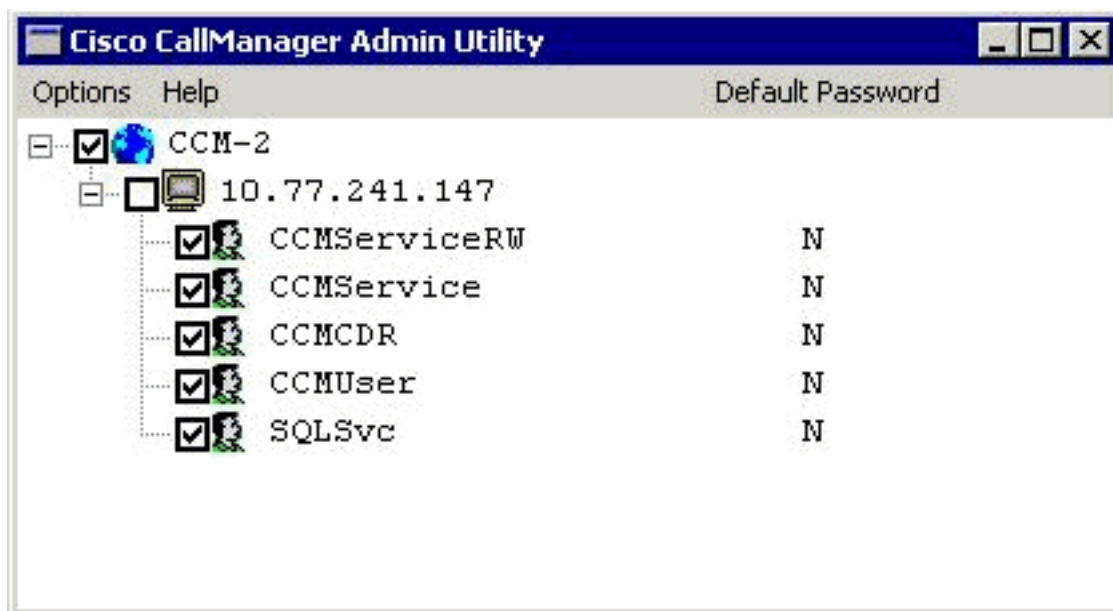 Cisco CallManager Admin Utility
Options Help Default Password
CCM-2
10.77.241.147
CCMServiceRW N
CCMService N
CCMCDR N
CCMUser N
SQLSvc N